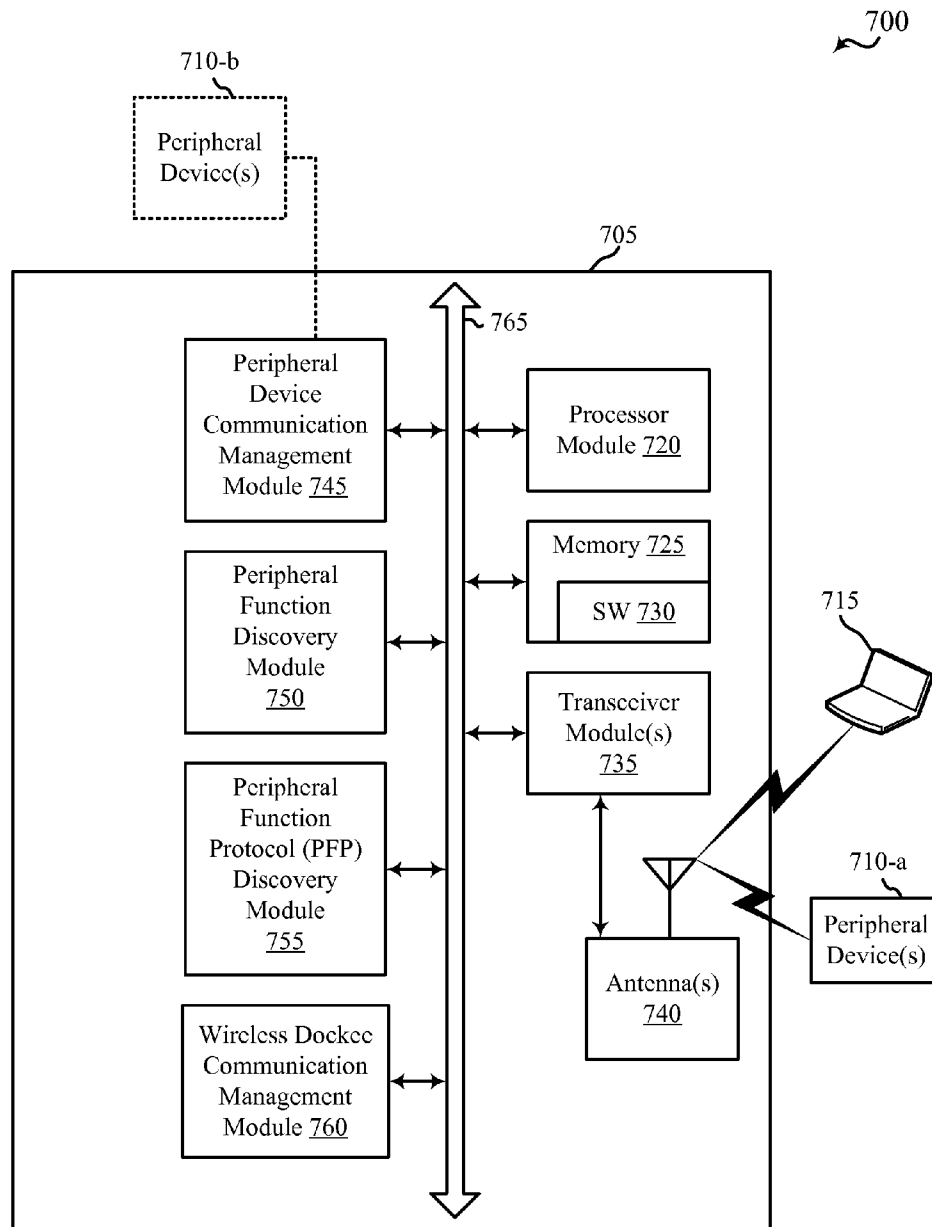 700
710-b
Peripheral
Device(s)
705
765
Peripheral
Device
Communication
Management
Module 745
Processor
Module 720
Memory 725
SW 730
Peripheral
Function
Discovery
Module
750
715
Transceiver
Module(s)
735
Peripheral
Function
Protocol (PFP)
Discovery
Module
755
710-a
Peripheral
Device(s)
Antenna(s)
740
Wireless Dockee
Communication
Management
Module 760